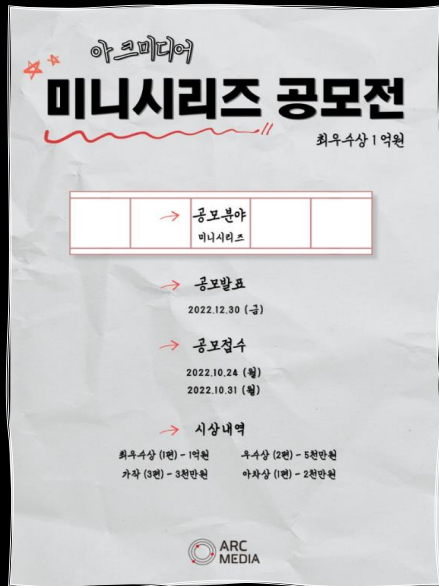 아크미디어
미니시리즈 공모전
최우수상 1억원
공모분야
미니시리즈
공모발표
2022.12.30 (금)
공모접수
2022.10.24 (월)
2022.10.31 (월)
시상내역
최우수상 (1편) - 1억원 우수상 (2편) - 5천만원
가작 (3편) - 3천만원 아차상 (1편) - 2천만원
ARC
MEDIA